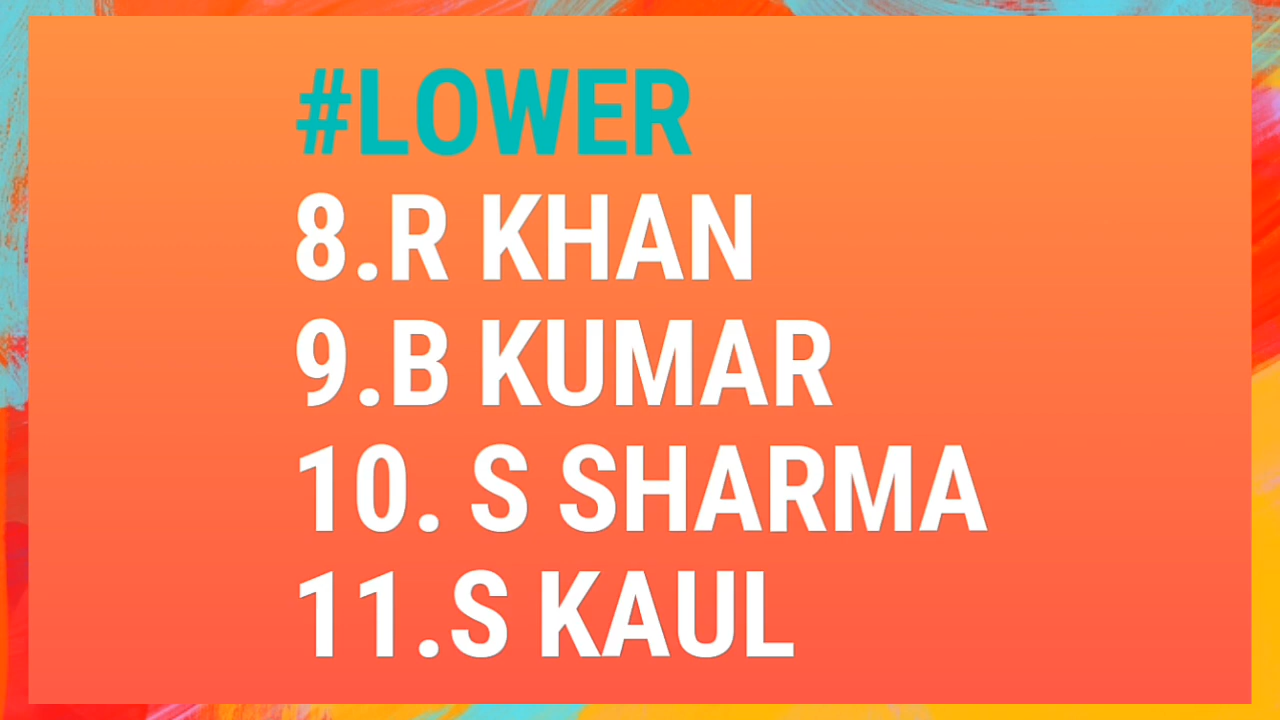 #LOWER
8.R KHAN
9.B KUMAR
10. S SHARMA
11.S KAUL